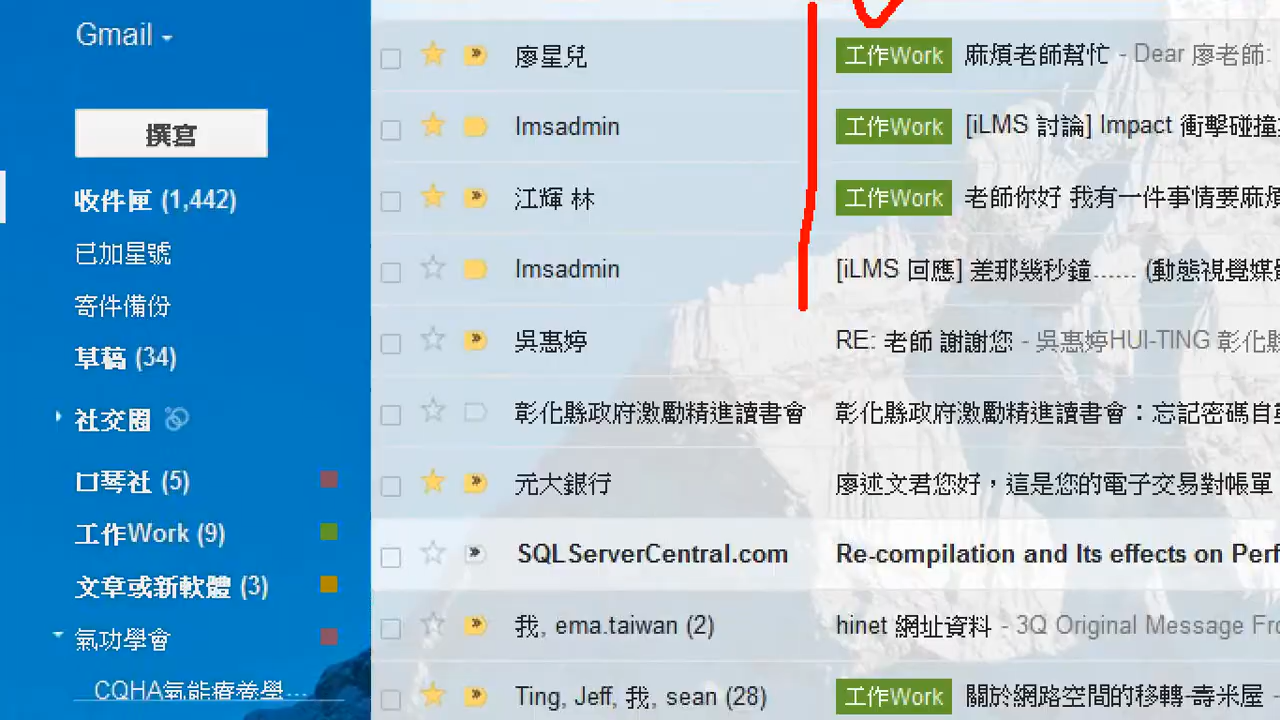 Gmail
撰寫
收件匣 (1,442)
已加星號
寄件備份
草稿 (34)
社交圈
口琴社 (5)
工作Work (9)
文章或新軟體 (3)
氣功學會
CQHA氣能療養學...
廖星兒 工作Work 麻煩老師幫忙 - Dear 廖老師:
lmsadmin 工作Work [iLMS 討論] Impact 衝擊碰撞
江輝 林 工作Work 老師你好 我有一件事情要麻煩
lmsadmin [iLMS 回應] 差那幾秒鐘...... (動態視覺媒體
吳惠婷 RE: 老師 謝謝您 - 吳惠婷HUI-TING 彰化縣
彰化縣政府激勵精進讀書會 彰化縣政府激勵精進讀書會：忘記密碼自
元大銀行 廖述文君您好，這是您的電子交易對帳單
SQLServerCentral.com Re-compilation and Its effects on Perf
我, ema.taiwan (2) hinet 網址資料 - 3Q Original Message Fro
Ting, Jeff, 我, sean (28) 工作Work 關於網路空間的移轉-壽米屋 -